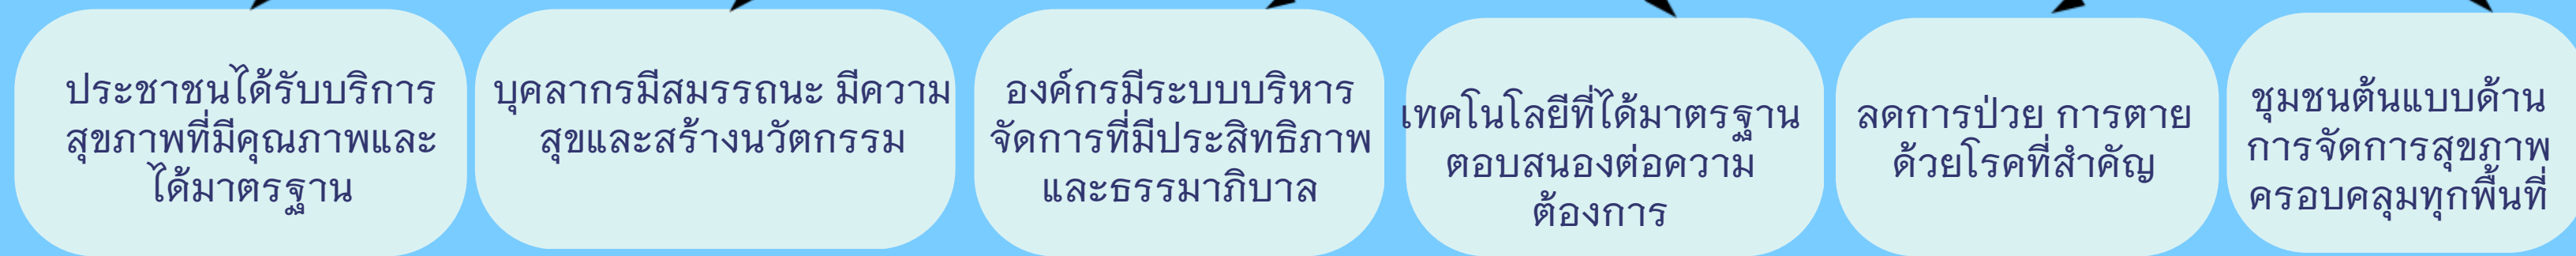 ประชาชนได้รับบริการ
สุขภาพที่มีคุณภาพและ
ได้มาตรฐาน
บุคลากรมีสมรรถนะ มีความ
สุขและสร้างนวัตกรรม
องค์กรมีระบบบริหาร
จัดการที่มีประสิทธิภาพ
และธรรมาภิบาล
เทคโนโลยีที่ได้มาตรฐาน
ตอบสนองต่อความ
ต้องการ
ลดการป่วย การตาย
ด้วยโรคที่สำคัญ
ชุมชนต้นแบบด้าน
การจัดการสุขภาพ
ครอบคลุมทุกพื้นที่